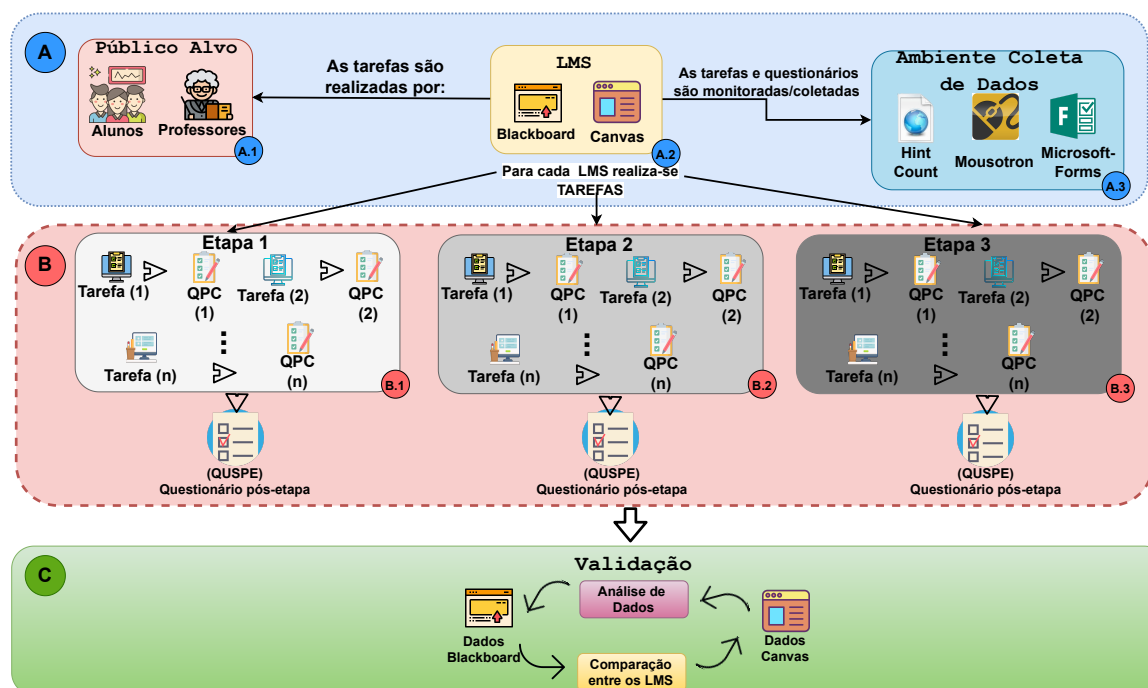 A
Público Alvo
Alunos
Professores
A.1
As tarefas são
realizadas por:
LMS
Blackboard
Canvas
A.2
As tarefas e questionários
são monitoradas/coletadas
Ambiente Coleta
de Dados
Hint
Count
Mousotron
Microsoft-
Forms
A.3
Para cada LMS realiza-se
TAREFAS
B
Etapa 1
Tarefa (1)
QPC
(1)
Tarefa (2)
QPC
(2)
Tarefa (n)
QPC
(n)
B.1
(QUSPE)
Questionário pós-etapa
Etapa 2
Tarefa (1)
QPC
(1)
Tarefa (2)
QPC
(2)
Tarefa (n)
QPC
(n)
B.2
(QUSPE)
Questionário pós-etapa
Etapa 3
Tarefa (1)
QPC
(1)
Tarefa (2)
QPC
(2)
Tarefa (n)
QPC
(n)
B.3
(QUSPE)
Questionário pós-etapa
C
Validação
Análise de
Dados
Dados
Blackboard
Dados
Canvas
Comparação
entre os LMS